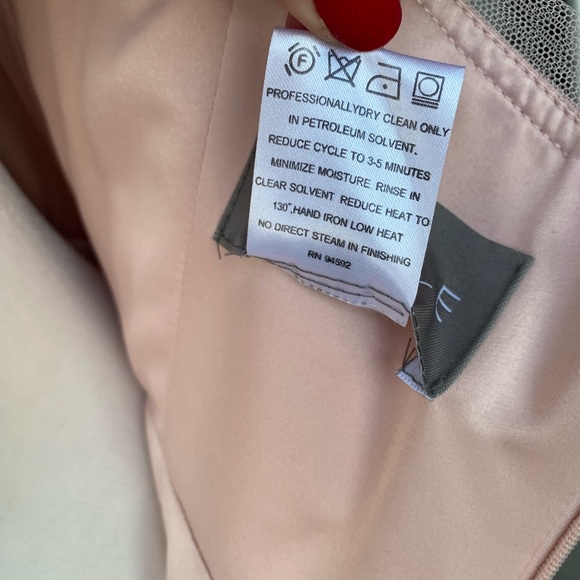 F
PROFESSIONALLYDRY CLEAN ONLY
IN PETROLEUM SOLVENT.
REDUCE CYCLE TO 3-5 MINUTES
MINIMIZE MOISTURE. RINSE IN
CLEAR SOLVENT REDUCE HEAT TO
130°.HAND IRON LOW HEAT
NO DIRECT STEAM IN FINISHING
RN 94592